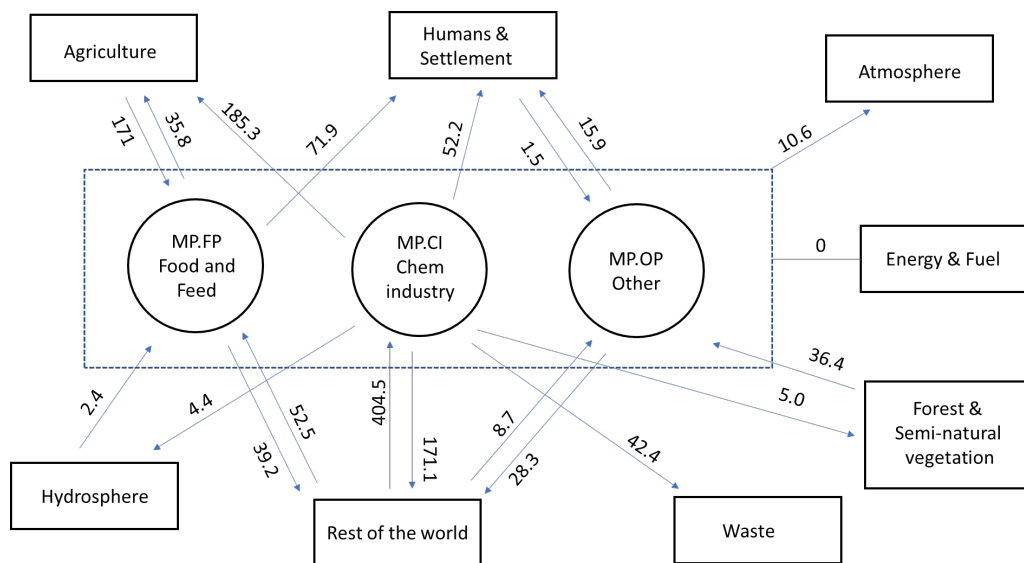 Agriculture
Humans &
Settlement
Atmosphere
171
35.8
185.3
71.9
52.2
1.5
15.9
10.6
MP.FP
Food and
Feed
MP.CI
Chem
industry
MP.OP
Other
0
Energy & Fuel
2.4
4.4
39.2
52.5
404.5
171.1
8.7
28.3
42.4
5.0
36.4
Forest &
Semi-natural
vegetation
Hydrosphere
Rest of the world
Waste